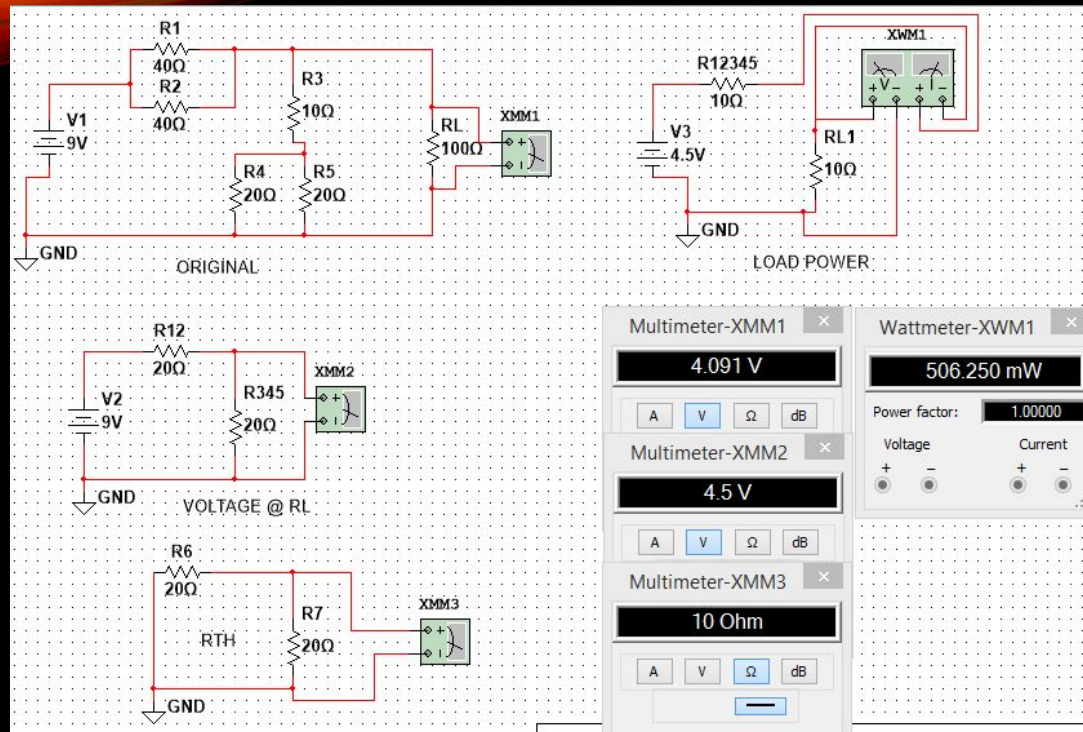 R1
40Ω
R2
40Ω
V1
9V
R3
10Ω
R4
20Ω
R5
20Ω
RL
100Ω
XMM1
GND
ORIGINAL
R12345
10Ω
XWM1
+ V - + I -
V3
4.5V
RL1
10Ω
GND
LOAD POWER
R12
20Ω
V2
9V
R345
20Ω
XMM2
GND
VOLTAGE @ RL
R6
20Ω
RTH
R7
20Ω
XMM3
GND
Multimeter-XMM1
4.091 V
A V Ω dB
Multimeter-XMM2
4.5 V
A V Ω dB
Multimeter-XMM3
10 Ohm
A V Ω dB
Wattmeter-XWM1
506.250 mW
Power factor: 1.00000
Voltage Current
+ - + -